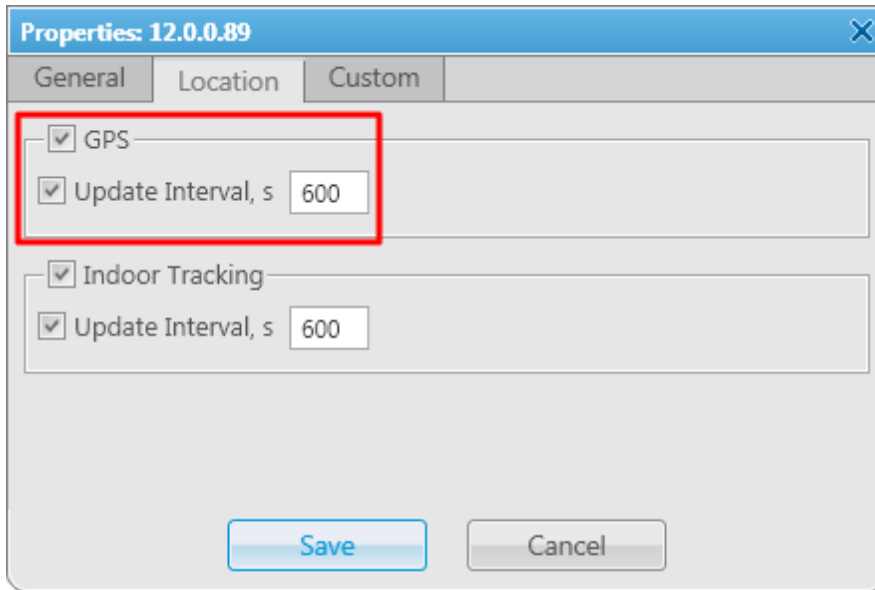 Properties: 12.0.0.89
General Location Custom
GPS
Update Interval, s 600
Indoor Tracking
Update Interval, s 600
Save Cancel